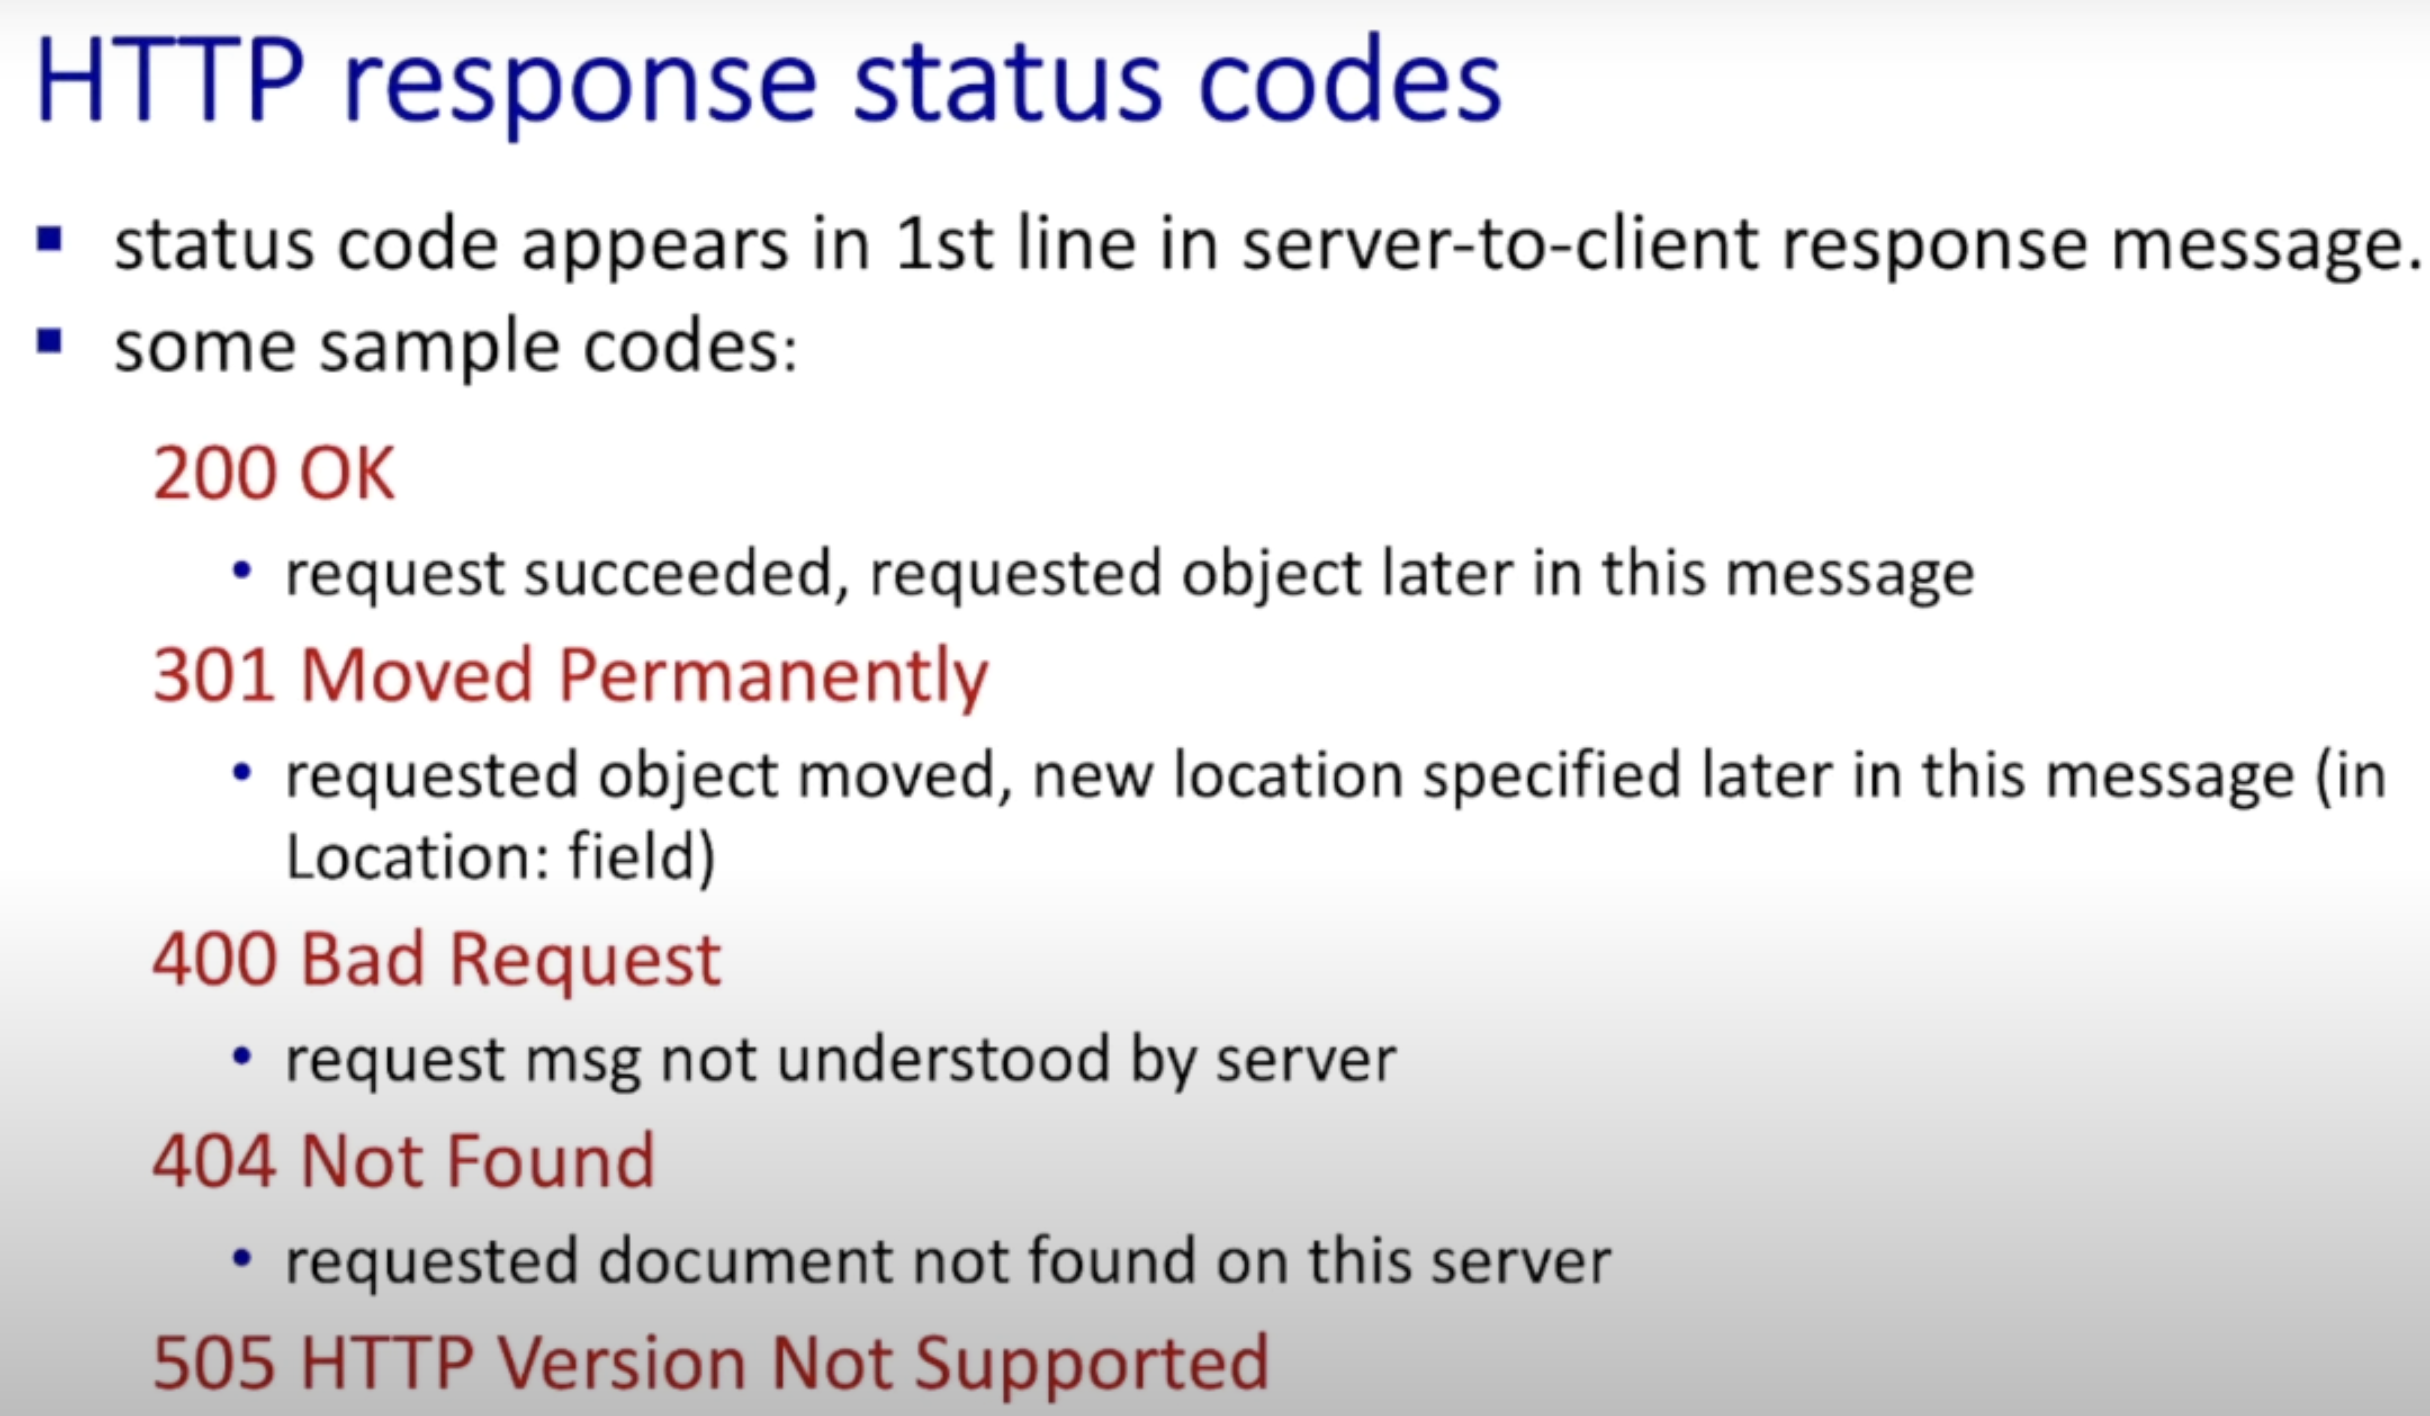 HTTP response status codes
▪ status code appears in 1st line in server-to-client response message.
▪ some sample codes:
200 OK
• request succeeded, requested object later in this message
301 Moved Permanently
• requested object moved, new location specified later in this message (in
Location: field)
400 Bad Request
• request msg not understood by server
404 Not Found
• requested document not found on this server
505 HTTP Version Not Supported